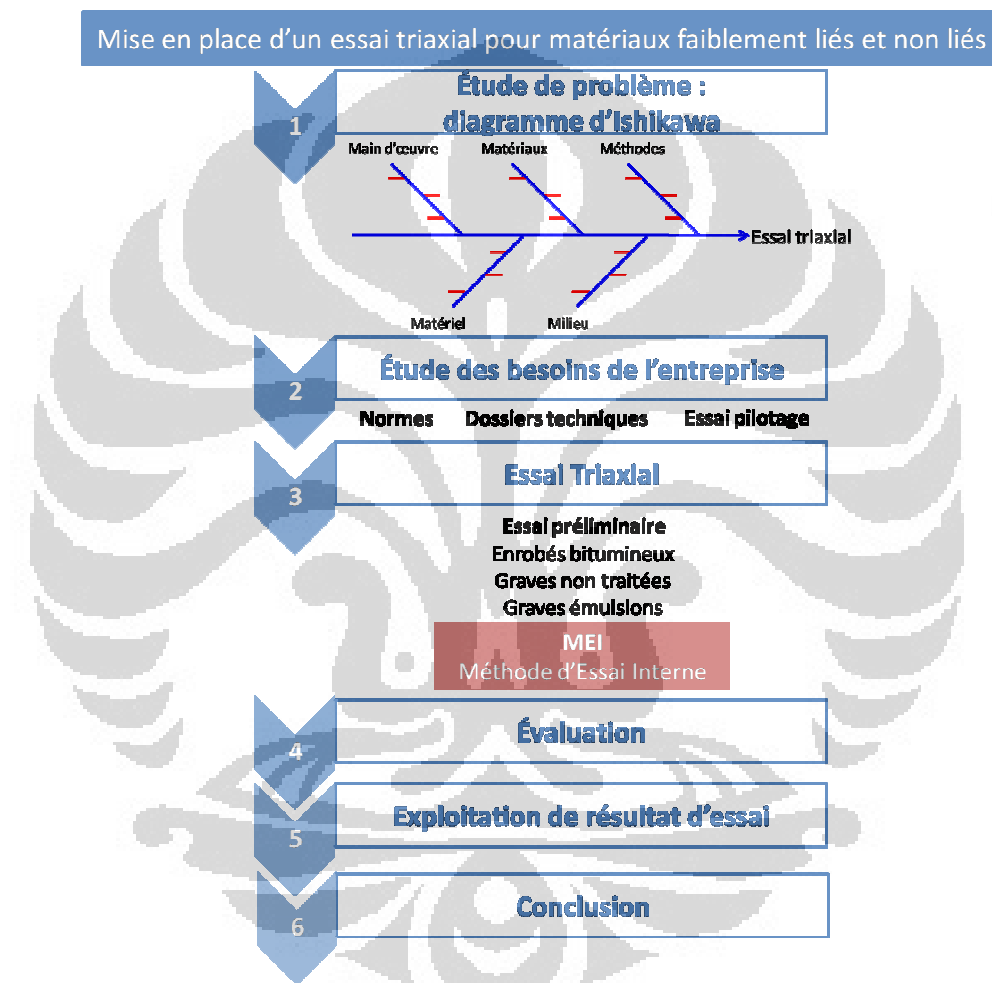 Mise en place d'un essai triaxial pour matériaux faiblement liés et non liés
1
Étude de problème :
diagramme d'Ishikawa
Main d'œuvre Matériaux Méthodes
Essai triaxial
Matériel Milieu
2
Étude des besoins de l'entreprise
Normes Dossiers techniques Essai pilotage
3
Essai Triaxial
Essai préliminaire
Enrobés bitumineux
Graves non traitées
Graves émulsions
MEI
Méthode d'Essai Interne
4
Évaluation
5
Exploitation de résultat d'essai
6
Conclusion